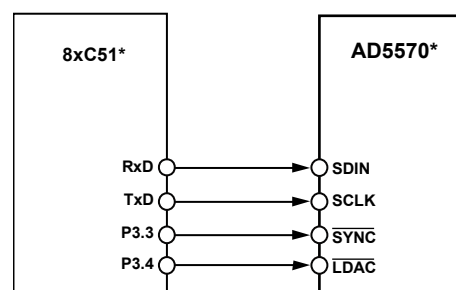 8xC51*
AD5570*
RxD SDIN
TxD SCLK
P3.3 SYNC
P3.4 LDAC